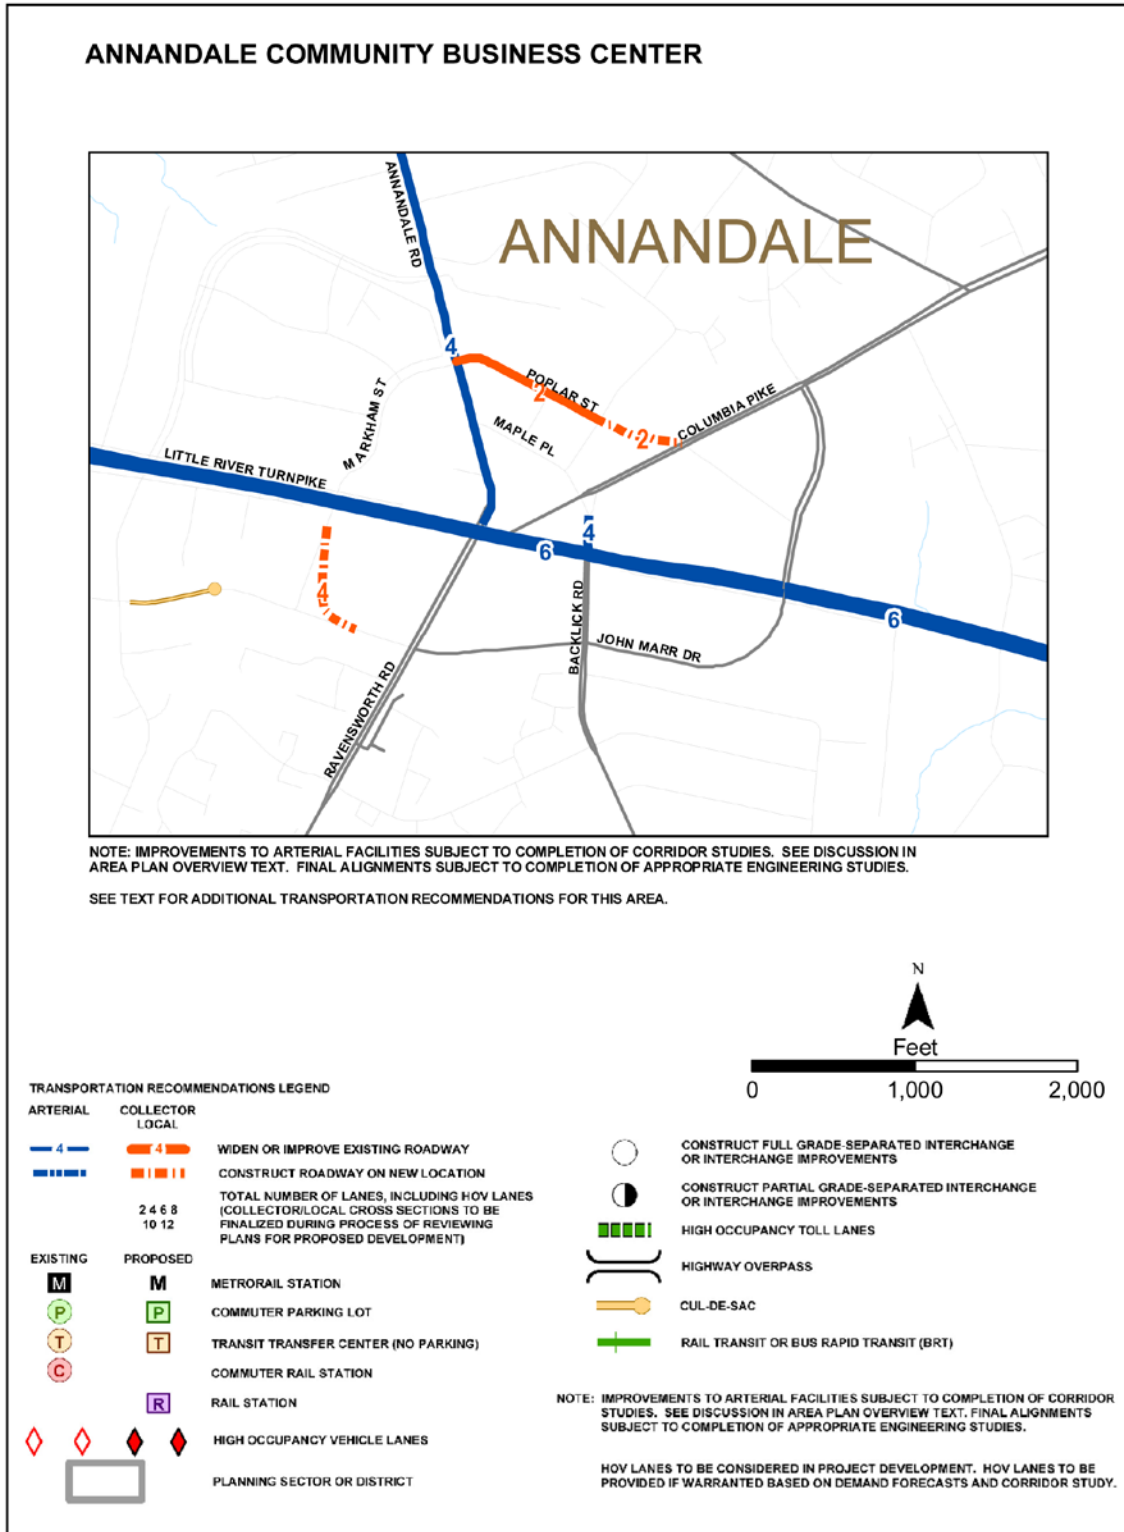 ANNANDALE COMMUNITY BUSINESS CENTER
ANNANDALE RD
ANNANDALE
4
POPLAR ST
2
MARKHAM ST
MAPLE PL
2
COLUMBIA PIKE
LITTLE RIVER TURNPIKE
4
6
4
6
BACKLICK RD
JOHN MARR DR
RAVENSWORTH RD
NOTE: IMPROVEMENTS TO ARTERIAL FACILITIES SUBJECT TO COMPLETION OF CORRIDOR STUDIES. SEE DISCUSSION IN
AREA PLAN OVERVIEW TEXT. FINAL ALIGNMENTS SUBJECT TO COMPLETION OF APPROPRIATE ENGINEERING STUDIES.
SEE TEXT FOR ADDITIONAL TRANSPORTATION RECOMMENDATIONS FOR THIS AREA.
N
Feet
0 1,000 2,000
TRANSPORTATION RECOMMENDATIONS LEGEND
ARTERIAL COLLECTOR
LOCAL
4 4 WIDEN OR IMPROVE EXISTING ROADWAY
CONSTRUCT ROADWAY ON NEW LOCATION
TOTAL NUMBER OF LANES, INCLUDING HOV LANES
2 4 6 8 (COLLECTOR/LOCAL CROSS SECTIONS TO BE
10 12 FINALIZED DURING PROCESS OF REVIEWING
PLANS FOR PROPOSED DEVELOPMENT)
EXISTING PROPOSED
M M METRORAIL STATION
P P COMMUTER PARKING LOT
T T TRANSIT TRANSFER CENTER (NO PARKING)
C COMMUTER RAIL STATION
R RAIL STATION
HIGH OCCUPANCY VEHICLE LANES
PLANNING SECTOR OR DISTRICT
CONSTRUCT FULL GRADE-SEPARATED INTERCHANGE
OR INTERCHANGE IMPROVEMENTS
CONSTRUCT PARTIAL GRADE-SEPARATED INTERCHANGE
OR INTERCHANGE IMPROVEMENTS
HIGH OCCUPANCY TOLL LANES
HIGHWAY OVERPASS
CUL-DE-SAC
RAIL TRANSIT OR BUS RAPID TRANSIT (BRT)
NOTE: IMPROVEMENTS TO ARTERIAL FACILITIES SUBJECT TO COMPLETION OF CORRIDOR
STUDIES. SEE DISCUSSION IN AREA PLAN OVERVIEW TEXT. FINAL ALIGNMENTS
SUBJECT TO COMPLETION OF APPROPRIATE ENGINEERING STUDIES.
HOV LANES TO BE CONSIDERED IN PROJECT DEVELOPMENT. HOV LANES TO BE
PROVIDED IF WARRANTED BASED ON DEMAND FORECASTS AND CORRIDOR STUDY.